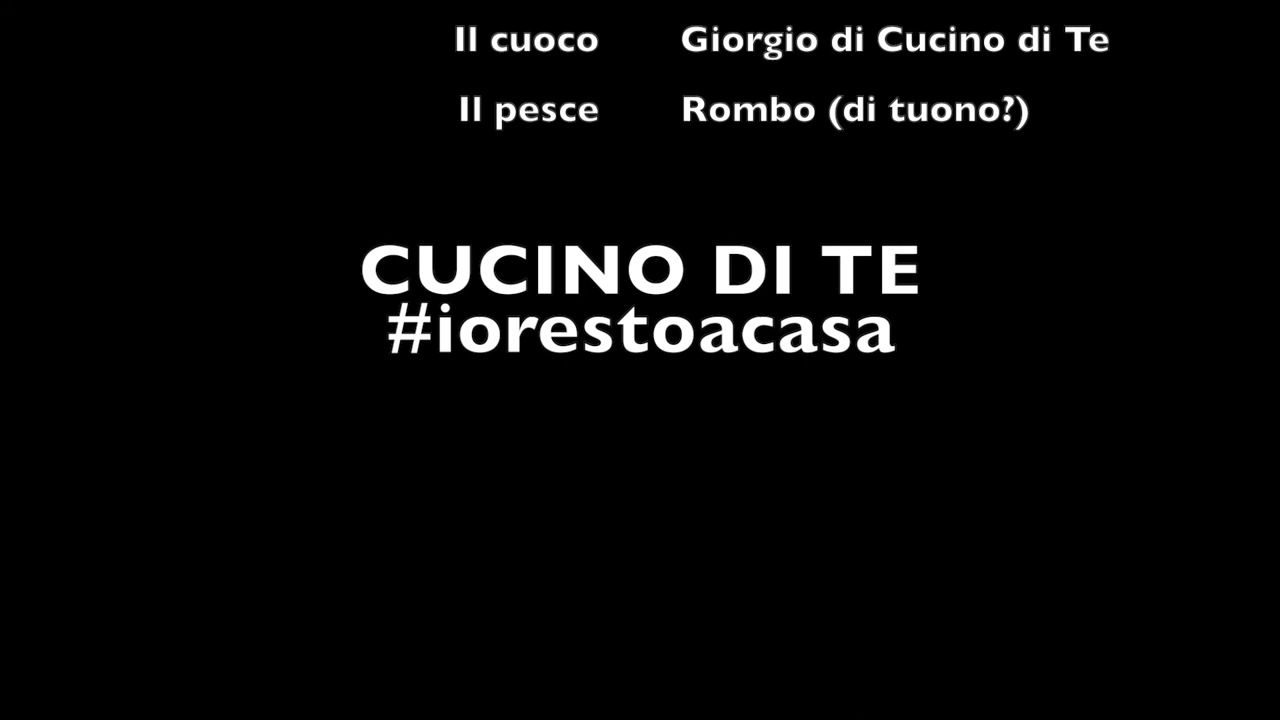 Il cuoco Giorgio di Cucino di Te
Il pesce Rombo (di tuono?)
CUCINO DI TE
#iorestoacasa